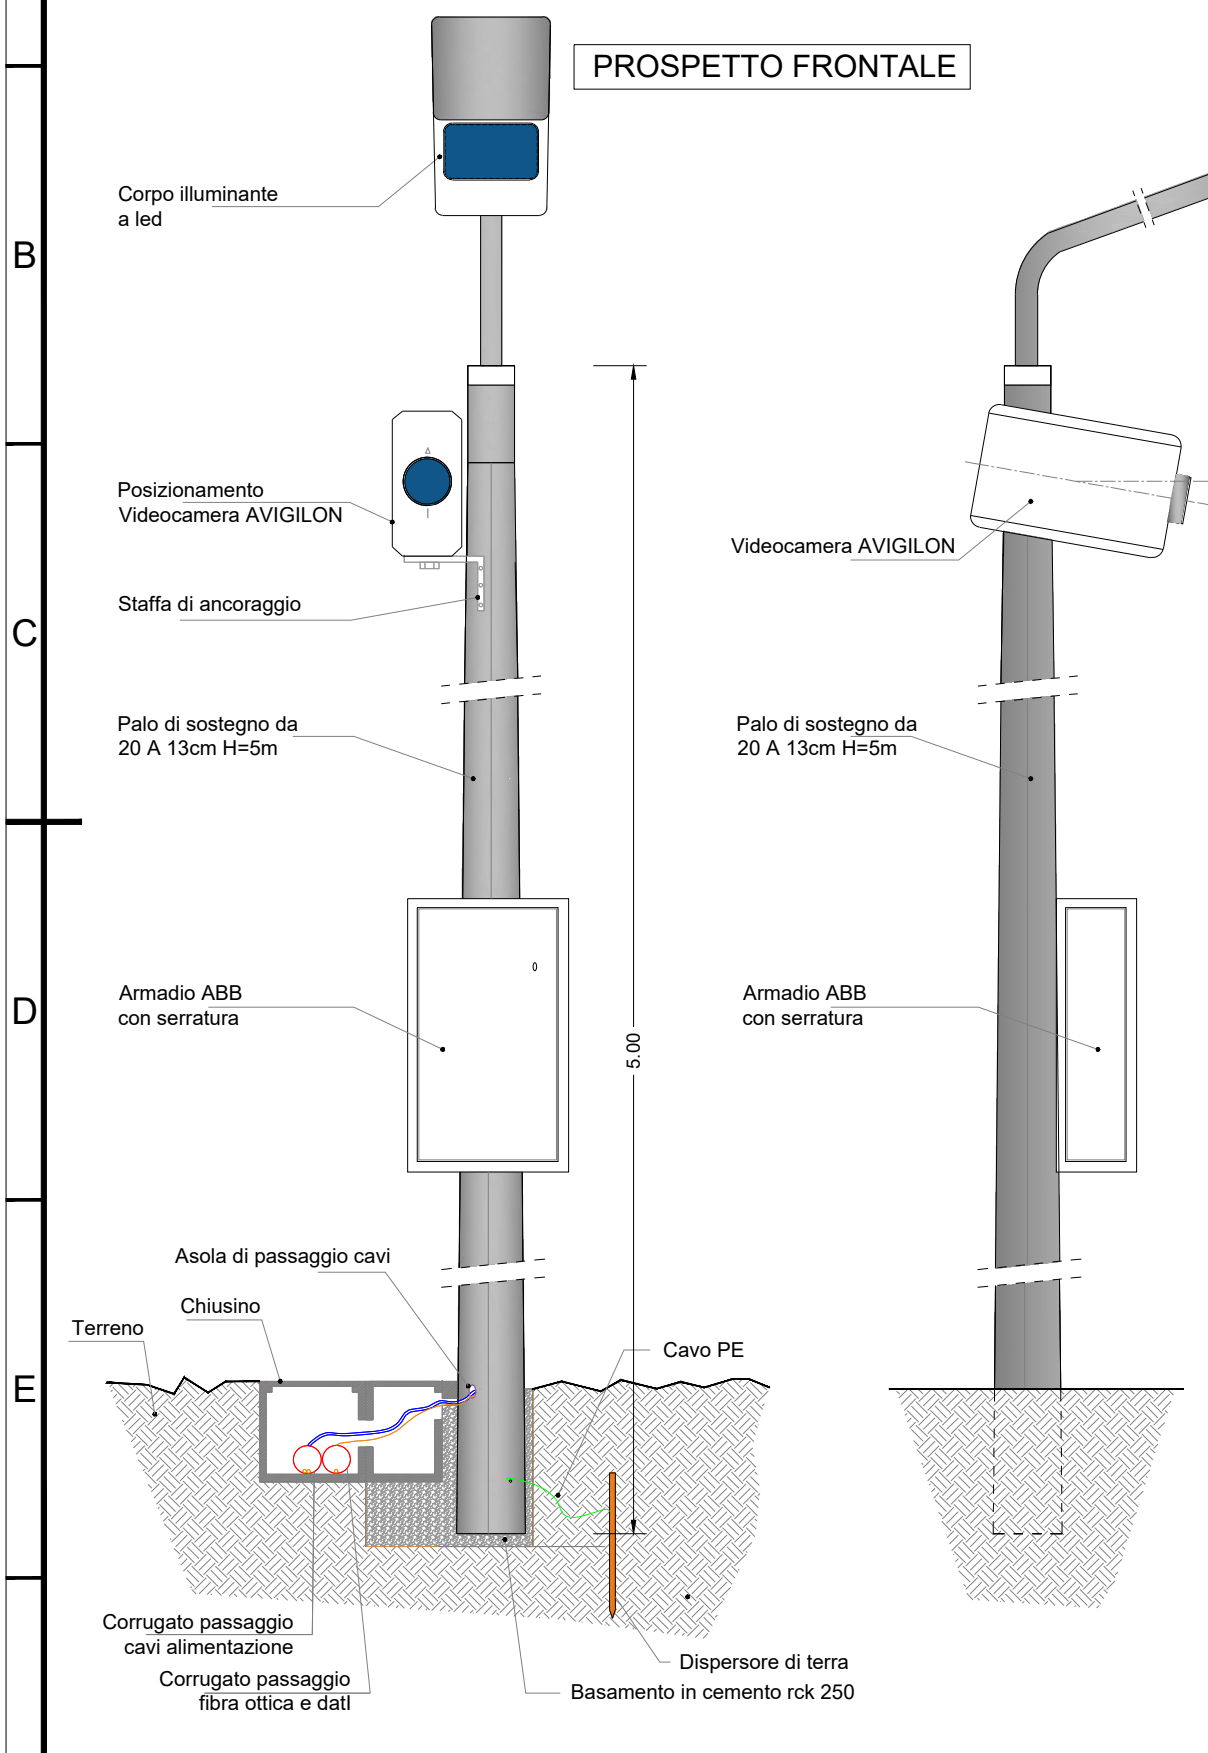 PROSPETTO FRONTALE
Corpo illuminante
a led
B
Posizionamento
Videocamera AVIGILON
Videocamera AVIGILON
Staffa di ancoraggio
C
Palo di sostegno da
20 A 13cm H=5m
Palo di sostegno da
20 A 13cm H=5m
Armadio ABB
con serratura
Armadio ABB
con serratura
D
5.00
Asola di passaggio cavi
Chiusino
Terreno
Cavo PE
E
Corrugato passaggio
cavi alimentazione
Corrugato passaggio
fibra ottica e datI
Dispersore di terra
Basamento in cemento rck 250